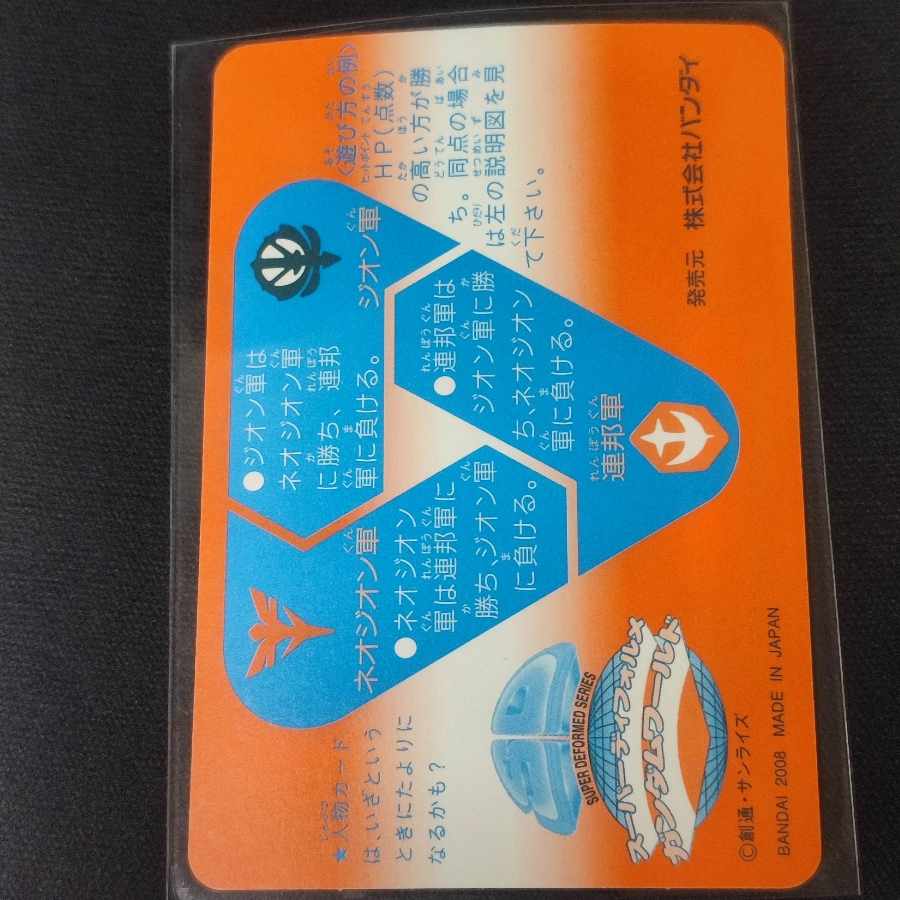 ★人物カード
は、いざという
ときにたよりに
なるかも？
ネオジオン軍
●ネオジオン
軍は連邦軍に
勝ち、ジオン軍
に負ける。
●ジオン軍は
ネオジオン軍
に勝ち、連邦
軍に負ける。
ジオン軍
●連邦軍は
ジオン軍に勝
ち、ネオジオン
軍に負ける。
連邦軍
〈遊び方の例〉
HP（点数）
の高い方が勝
ち。同点の場合
は左の説明図を見
て下さい。
SD
SUPER DEFORMED SERIES
スーパーディフォルメ
ガンダムワールド
©創通・サンライズ
BANDAI 2008 MADE IN JAPAN
発売元 株式会社バンダイ